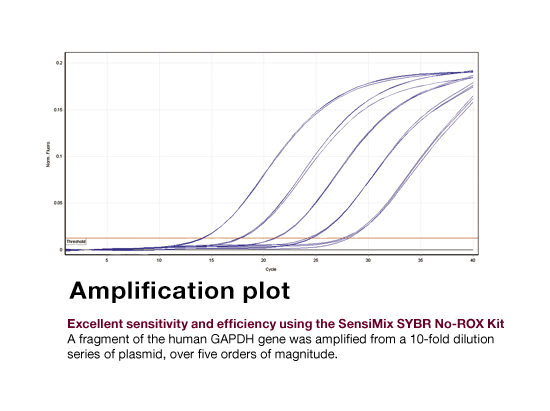 0.2
0.15
0.1
0.05
0
Norm. Fluoro.
Threshold
5 10 15 20 25 30 35 40
Cycle
Amplification plot
Excellent sensitivity and efficiency using the SensiMix SYBR No-ROX Kit
A fragment of the human GAPDH gene was amplified from a 10-fold dilution
series of plasmid, over five orders of magnitude.